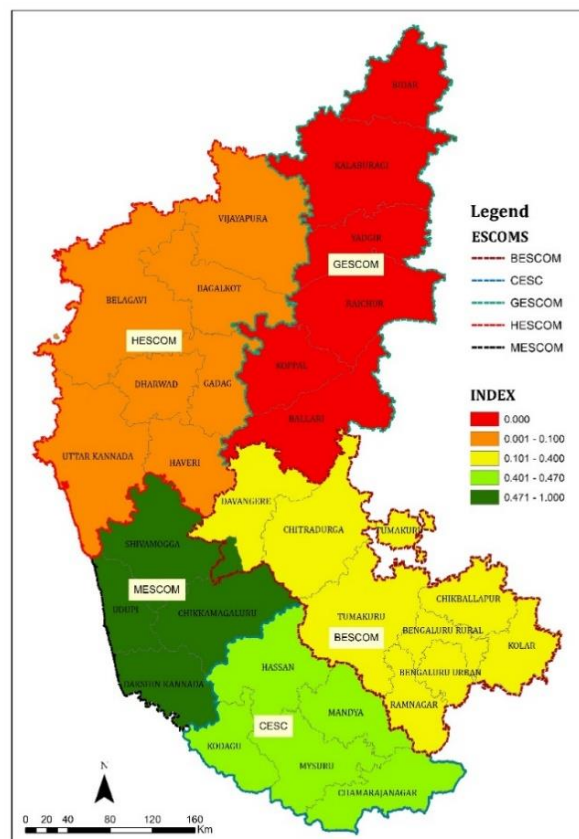 BIDAR
KALABURAGI
VIJAYAPURA
YADGIR
GESCOM
BAGALKOT
BELAGAVI
RAICHUR
HESCOM
KOPPAL
DHARWAD
GADAG
BALLARI
UTTAR KANNADA
HAVERI
DAVANGERE
CHITRADURGA
TUMAKURU
SHIVAMOGGA
MESCOM
UDUPI
CHIKKAMAGALURU
CHIKBALLAPUR
TUMAKURU
BENGALURU RURAL
BESCOM
KOLAR
HASSAN
BENGALURU URBAN
DAKSHIN KANNADA
RAMNAGAR
MANDYA
CESC
KODAGU
MYSURU
CHAMARAJANAGAR
Legend
ESCOMS
BESCOM
CESC
GESCOM
HESCOM
MESCOM
INDEX
0.000
0.001 - 0.100
0.101 - 0.400
0.401 - 0.470
0.471 - 1.000
N
0 20 40 80 120 160
Km